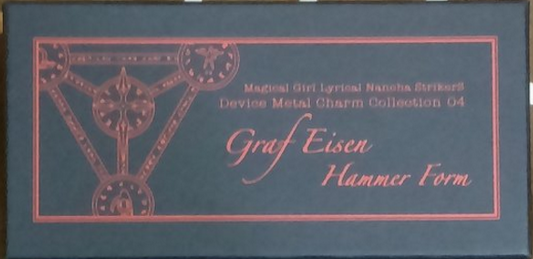 Magical Girl Lyrical Nanoha StrikerS
Device Metal Charm Collection 04
Graf Eisen
Hammer Form